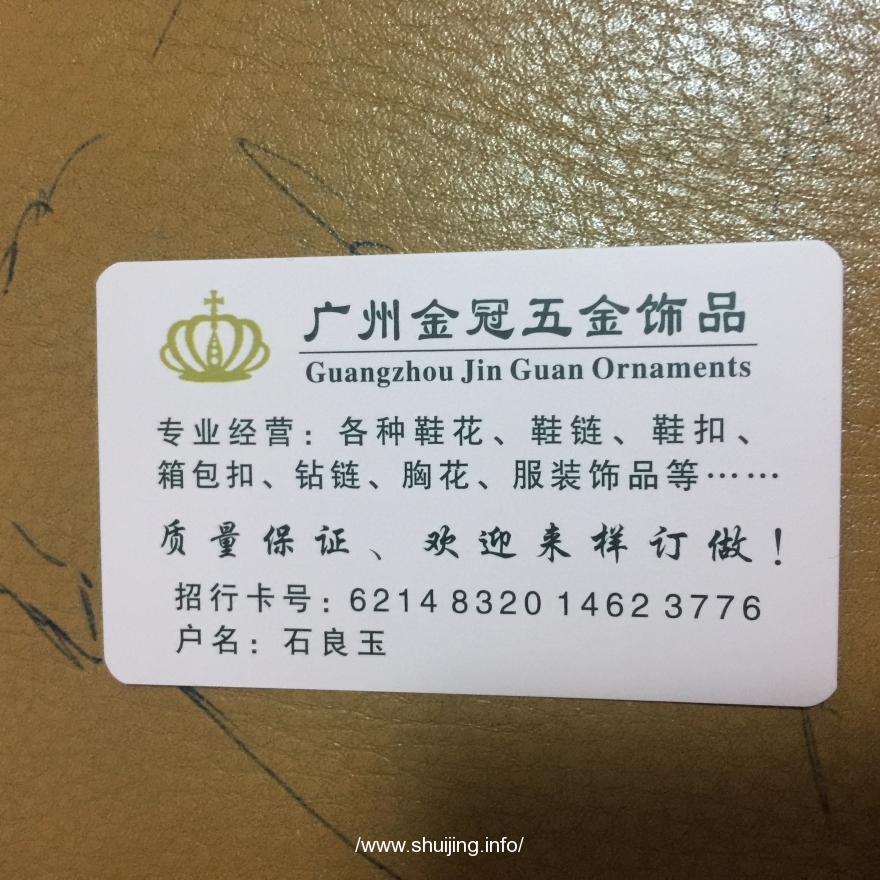 广州金冠五金饰品
Guangzhou Jin Guan Ornaments
专业经营：各种鞋花、鞋链、鞋扣、
箱包扣、钻链、胸花、服装饰品等……
质量保证、欢迎来样订做！
招行卡号：6214 8320 1462 3776
户名：石良玉
/www.shuijing.info/